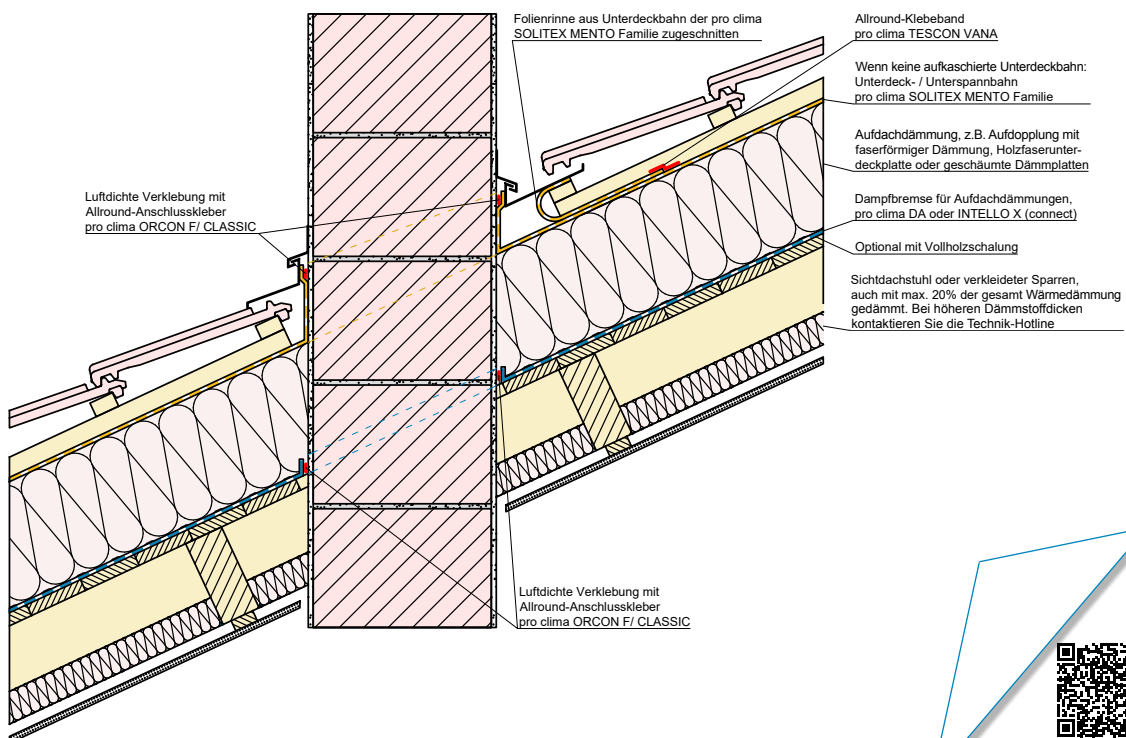 Folienrinne aus Unterdeckbahn der pro clima
SOLITEX MENTO Familie zugeschnitten
Allround-Klebeband
pro clima TESCON VANA
Wenn keine aufkaschierte Unterdeckbahn:
Unterdeck- / Unterspannbahn
pro clima SOLITEX MENTO Familie
Aufdachdämmung, z.B. Aufdopplung mit
faserförmiger Dämmung, Holzfaserunter-
deckplatte oder geschäumte Dämmplatten
Luftdichte Verklebung mit
Allround-Anschlusskleber
pro clima ORCON F/ CLASSIC
Dampfbremse für Aufdachdämmungen,
pro clima DA oder INTELLO X (connect)
Optional mit Vollholzschalung
Sichtdachstuhl oder verkleideter Sparren,
auch mit max. 20% der gesamt Wärmedämmung
gedämmt. Bei höheren Dämmstoffdicken
kontaktieren Sie die Technik-Hotline
Luftdichte Verklebung mit
Allround-Anschlusskleber
pro clima ORCON F/ CLASSIC